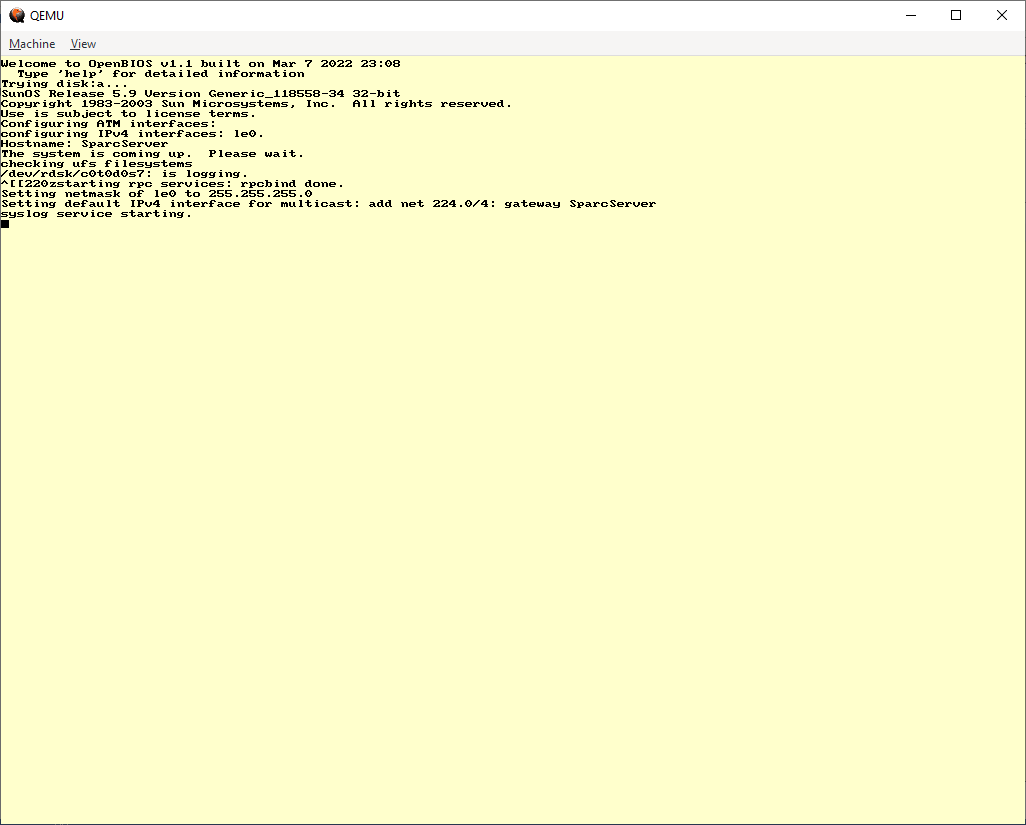 QEMU
Machine View
Welcome to OpenBIOS v1.1 built on Mar 7 2022 23:08
Type 'help' for detailed information
Trying disk:a...
SunOS Release 5.9 Version Generic_118558-34 32-bit
Copyright 1983-2003 Sun Microsystems, Inc.  All rights reserved.
Use is subject to license terms.
Configuring ATM interfaces:
configuring IPv4 interfaces: le0.
Hostname: SparcServer
The system is coming up.  Please wait.
checking ufs filesystems
/dev/rdsk/c0t0d0s7: is logging.
^[[220zstarting rpc services: rpcbind done.
Setting netmask of le0 to 255.255.255.0
Setting default IPv4 interface for multicast: add net 224.0/4: gateway SparcServer
syslog service starting.